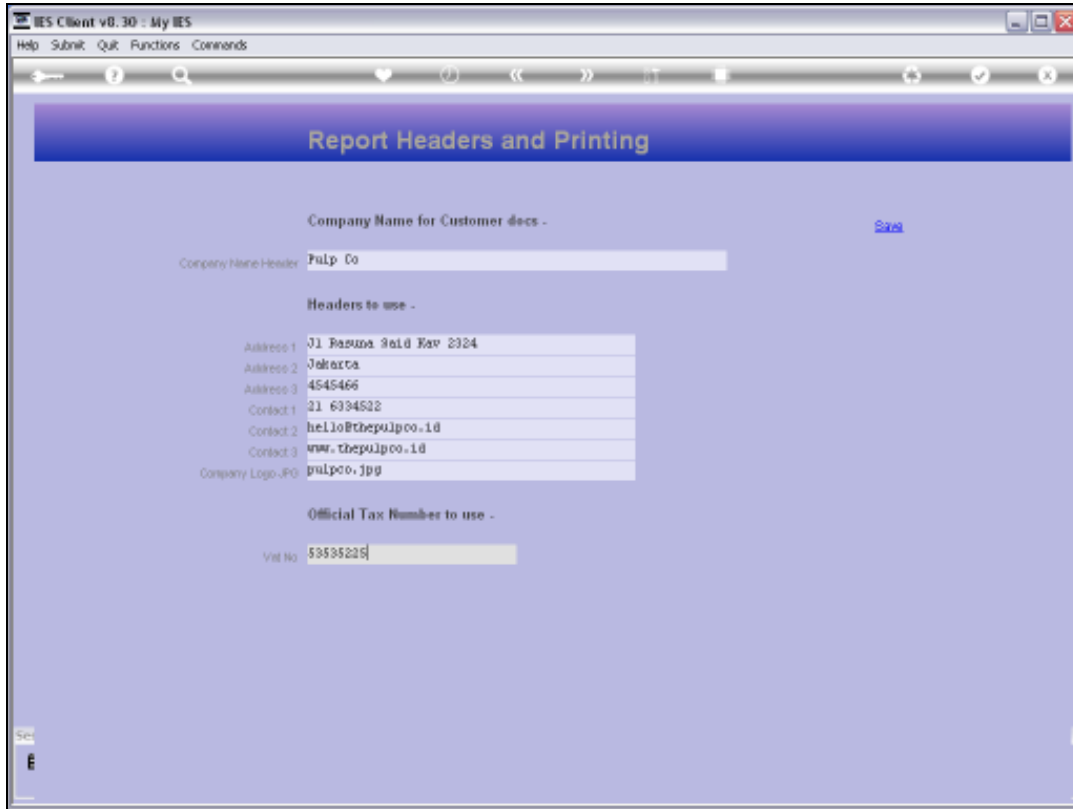 IES Client v8.30 : My IES
Help Submit Quit Functions Commands
Report Headers and Printing
Company Name for Customer docs -
Save
Company Name Header Pulp Co
Headers to use -
Address 1 Jl Rasuna Said Kav 2324
Address 2 Jakarta
Address 3 4545466
Contact 1 21 6334522
Contact 2 hello@thepulpco.id
Contact 3 www.thepulpco.id
Company Logo JPG pulpco.jpg
Official Tax Number to use -
Vat No 53535225